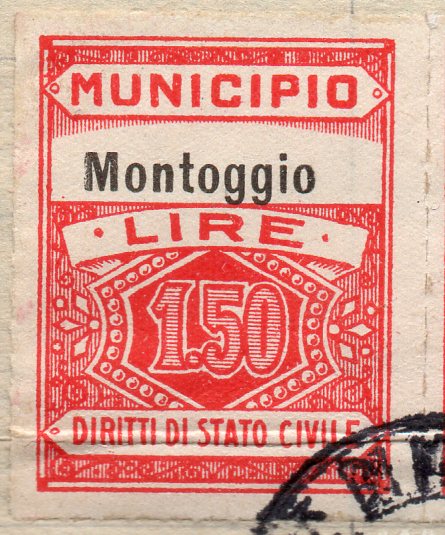 MUNICIPIO
Montoggio
· LIRE ·
1.50
DIRITTI DI STATO CIVILE